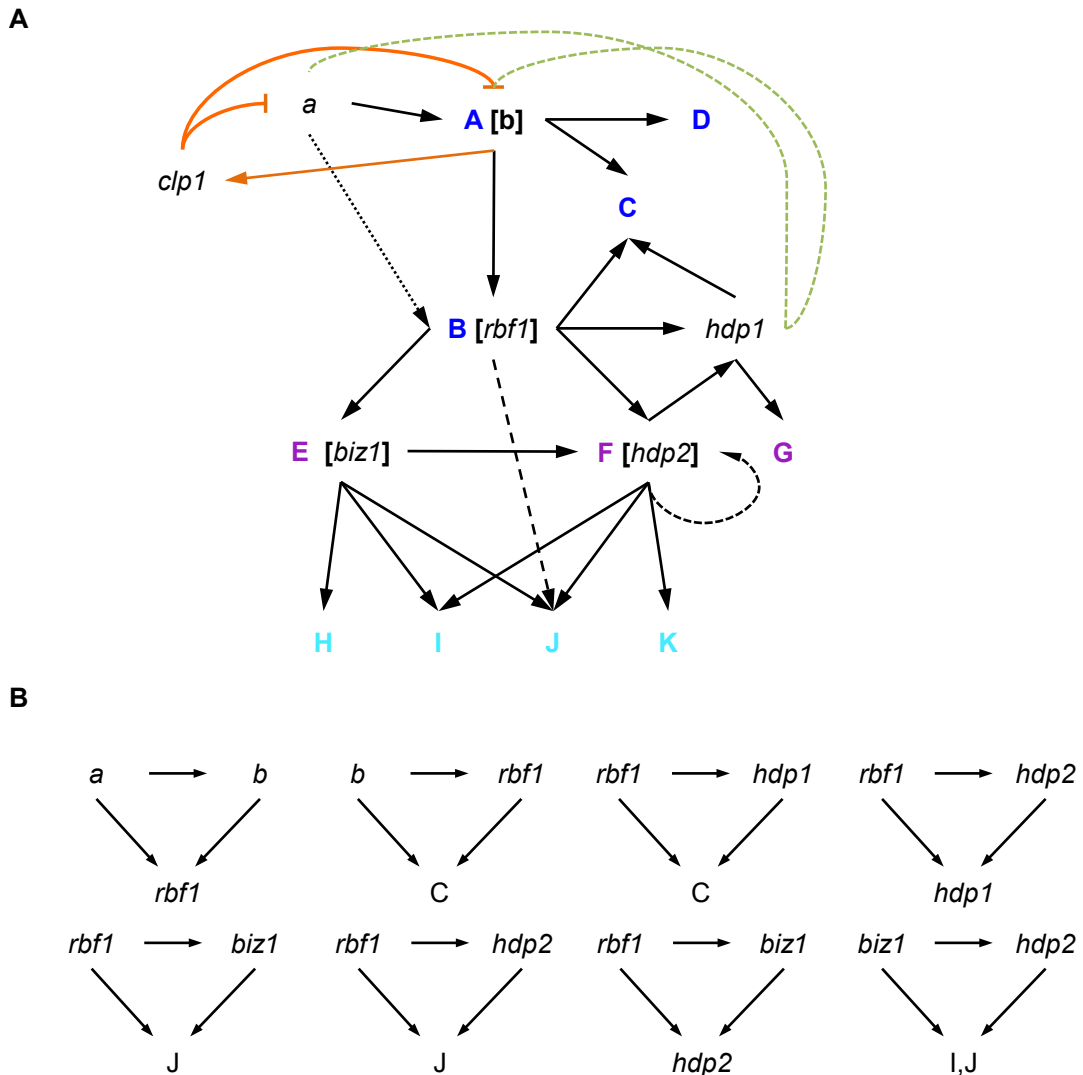 A
a
A [b]
D
clp1
C
B [rbf1]
hdp1
E [biz1]
F [hdp2]
G
H I J K
B
a b b rbf1 rbf1 hdp1 rbf1 hdp2
rbf1 C C hdp1
rbf1 biz1 rbf1 hdp2 rbf1 biz1 biz1 hdp2
J J hdp2 I,J